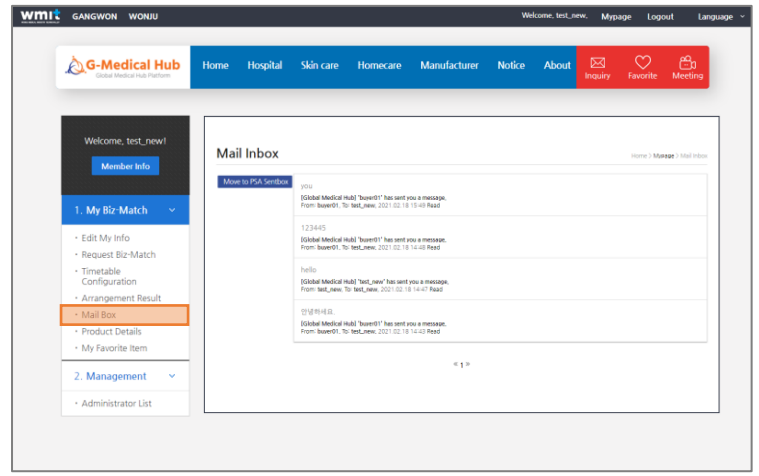 wmit GANGWON WONJU
Welcome, test_new, Mypage Logout Language
G-Medical Hub
Global Medical Hub Platform
Home Hospital Skin care Homecare Manufacturer Notice About
Inquiry Favorite Meeting
Welcome, test_new!
Member Info
1. My Biz-Match
· Edit My Info
· Request Biz-Match
· Timetable
Configuration
· Arrangement Result
· Mail Box
· Product Details
· My Favorite Item
2. Management
· Administrator List
Mail Inbox
Home > Manage > Mail Inbox
Move to PSA Sentbox
you
[Global Medical Hub] 'buyer01' has sent you a message.
From: buyer01, To: test_new, 2021.02.18 15:49 Read
123445
[Global Medical Hub] 'buyer01' has sent you a message.
From: buyer01, To: test_new, 2021.02.18 14:48 Read
hello
[Global Medical Hub] 'test_new' has sent you a message.
From: test_new, To: test_new, 2021.02.18 14:47 Read
안녕하세요.
[Global Medical Hub] 'buyer01' has sent you a message.
From: buyer01, To: test_new, 2021.02.18 14:43 Read
« 1 »